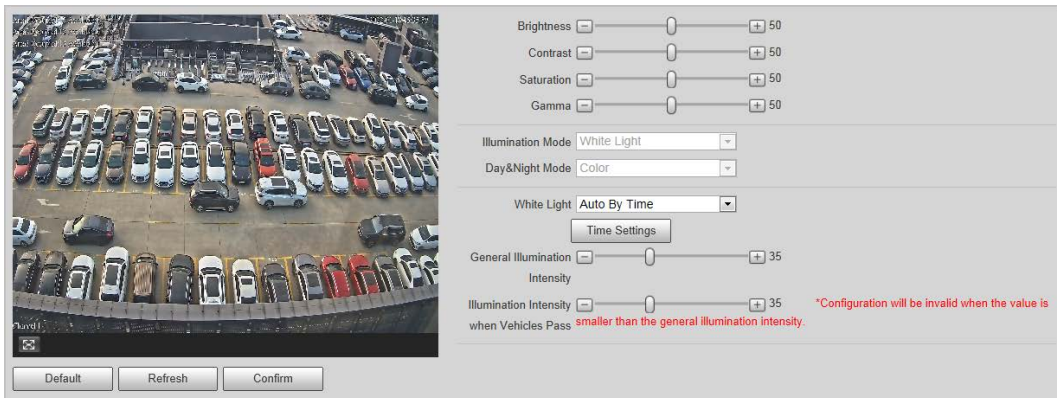 Brightness 50
Contrast 50
Saturation 50
Gamma 50
Illumination Mode White Light
Day&Night Mode Color
White Light Auto By Time
Time Settings
General Illumination 35
Intensity
Illumination Intensity 35 *Configuration will be invalid when the value is
when Vehicles Pass smaller than the general illumination intensity.
Default Refresh Confirm